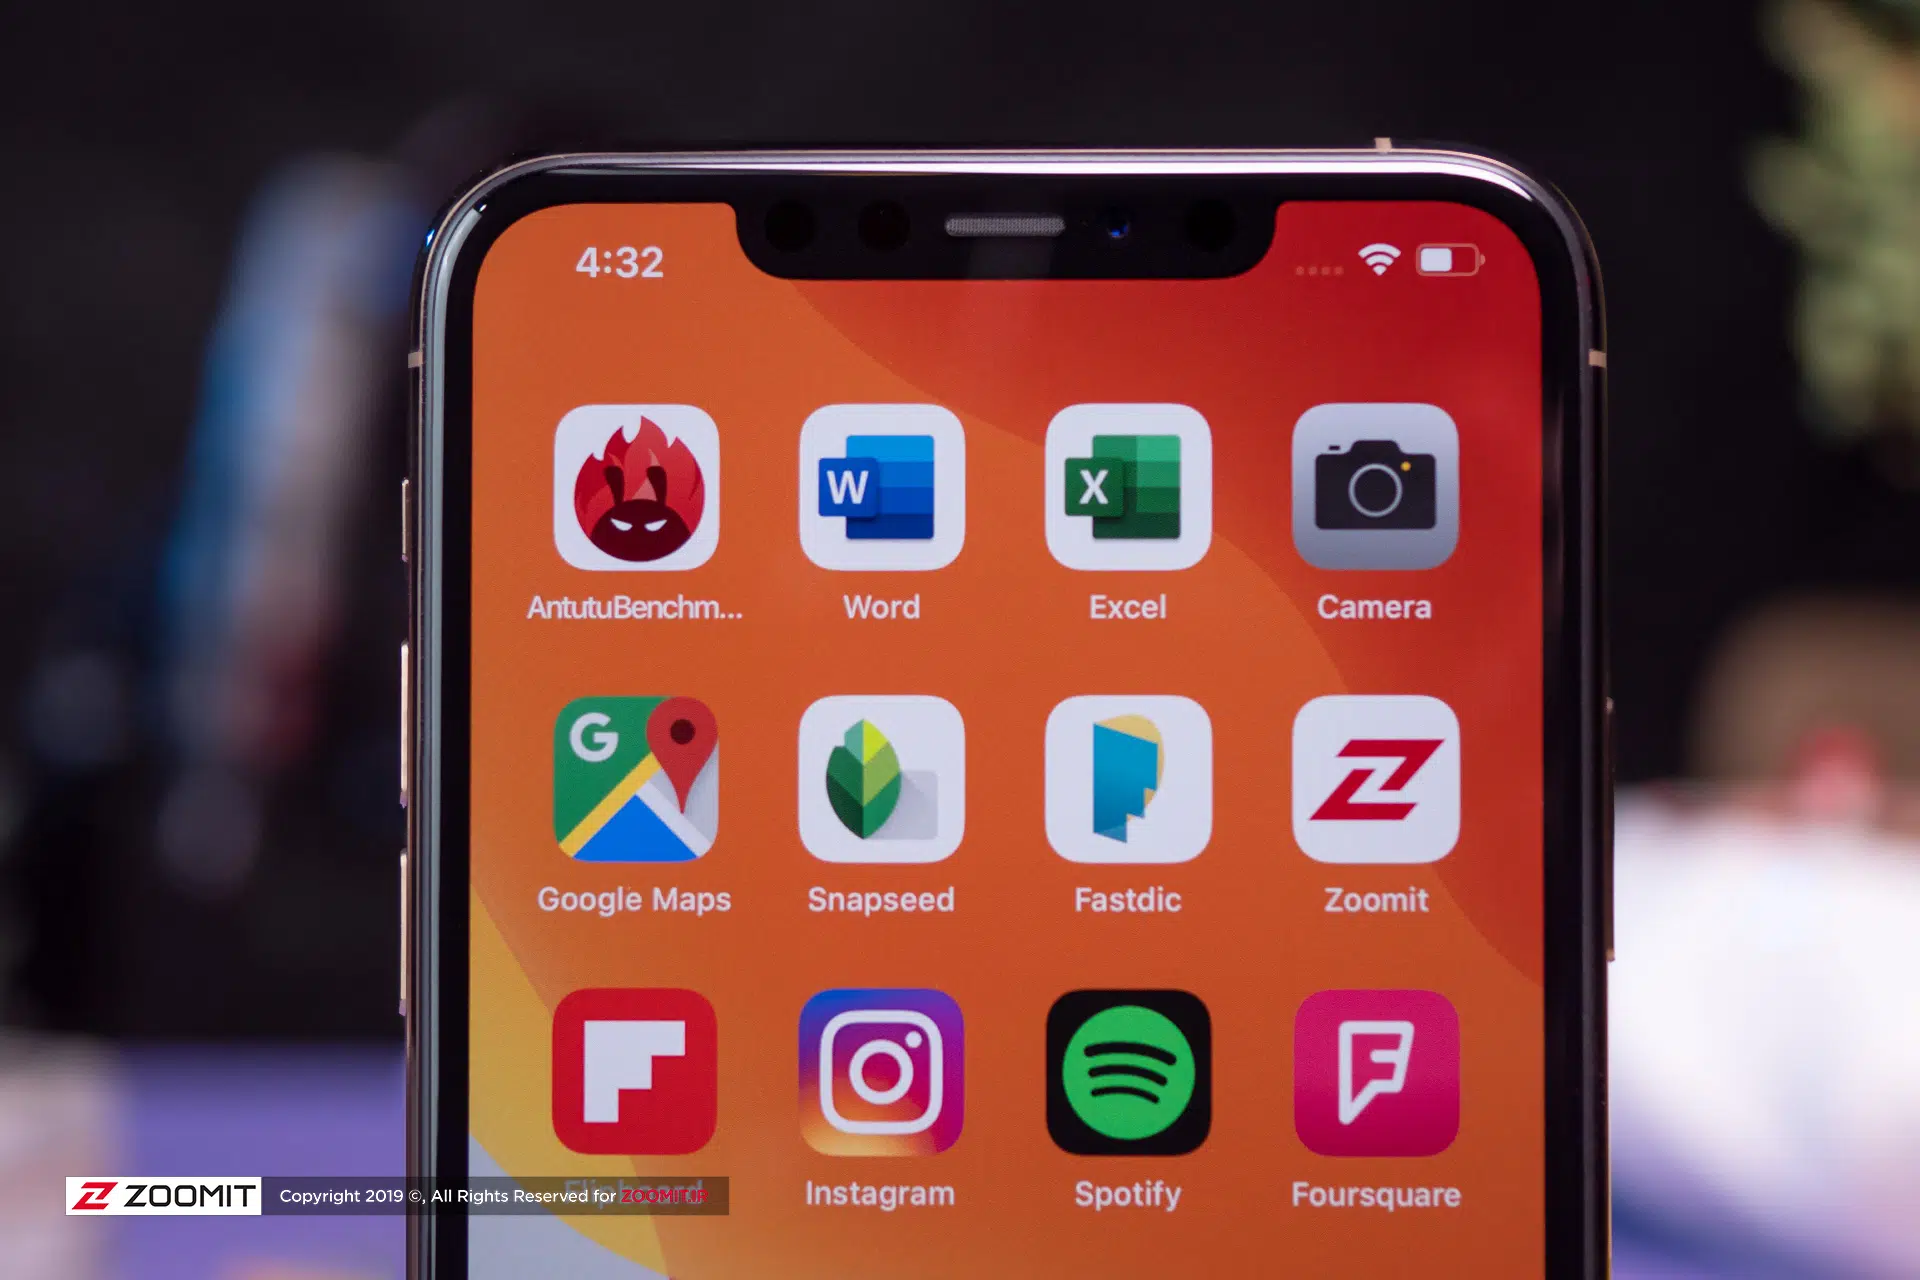 4:32
W
X
AntutuBenchm...
Word
Excel
Camera
G
Google Maps
Snapseed
Fastdic
Zoomit
Flipboard
Instagram
Spotify
Foursquare
ZOOMIT Copyright 2019 ©, All Rights Reserved for ZOOMIT.IR